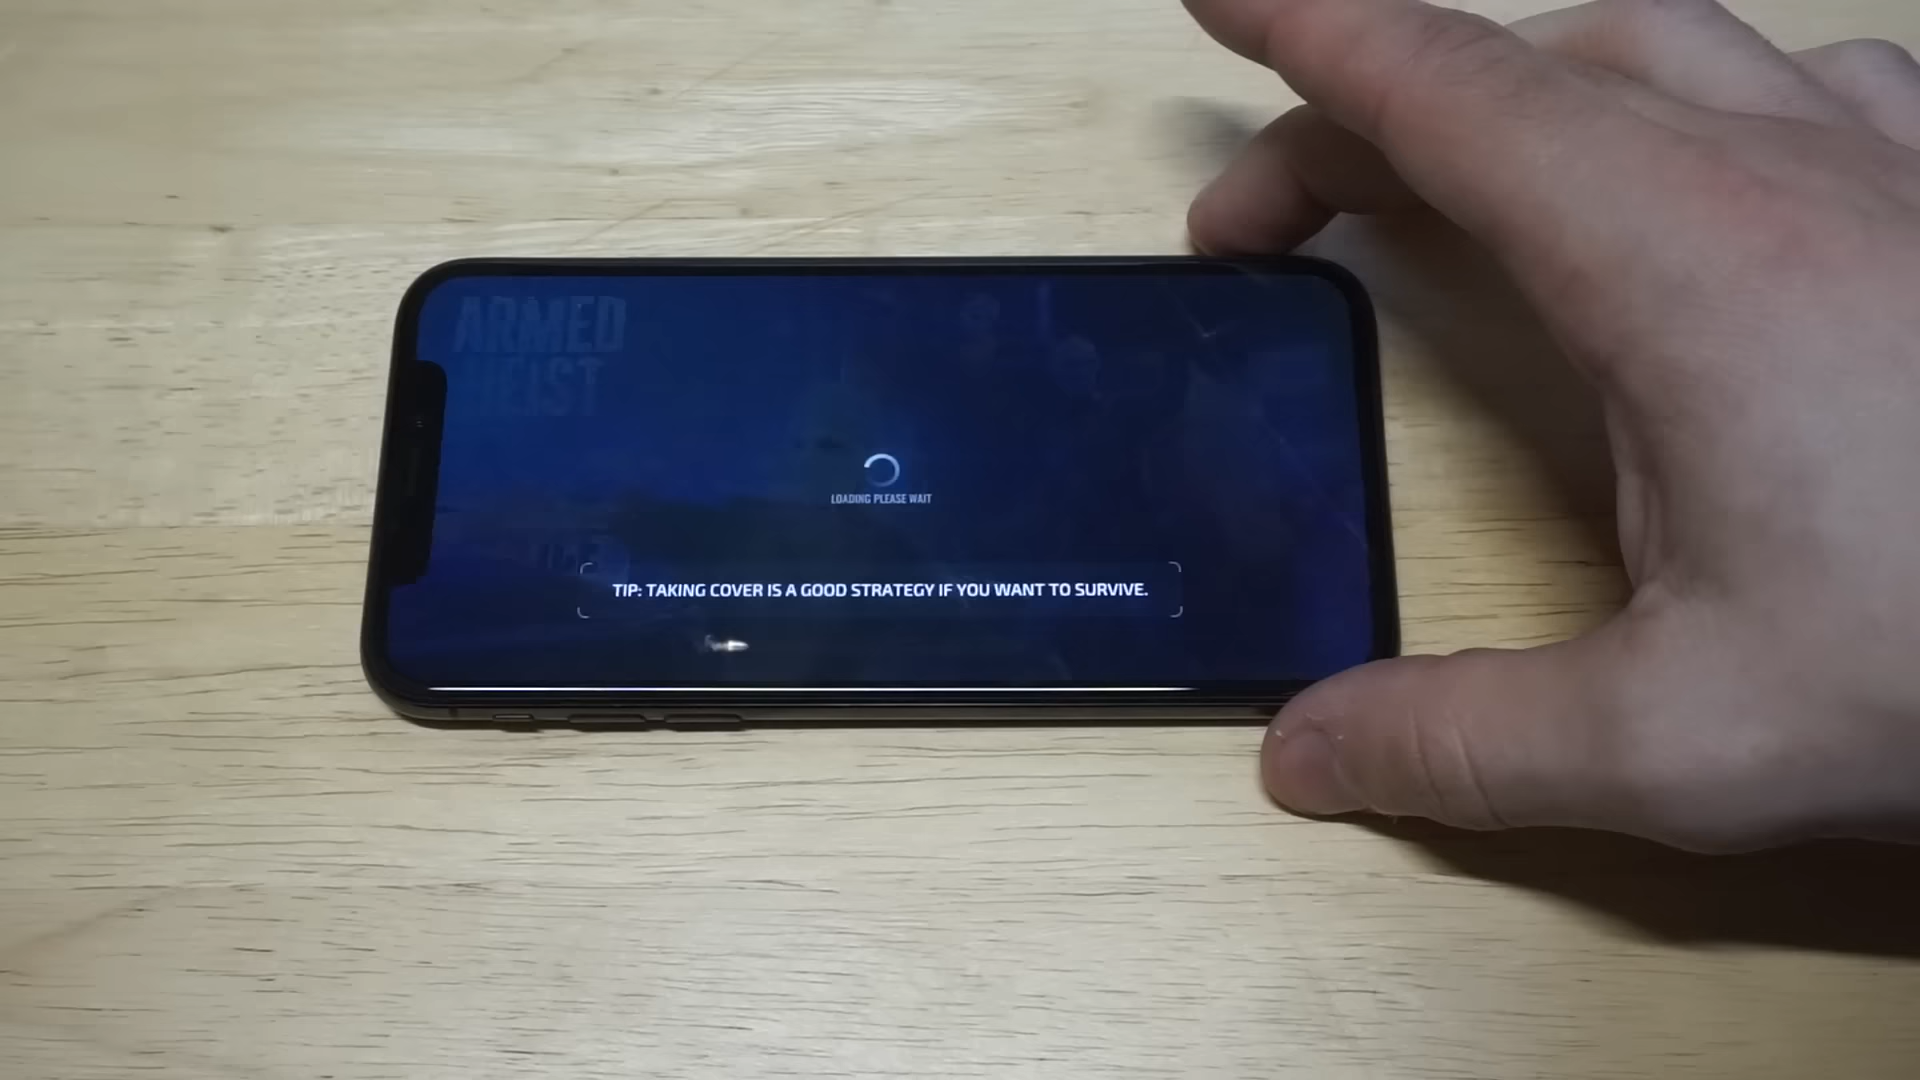 ARMED
HEIST
LOADING PLEASE WAIT
TIP: TAKING COVER IS A GOOD STRATEGY IF YOU WANT TO SURVIVE.